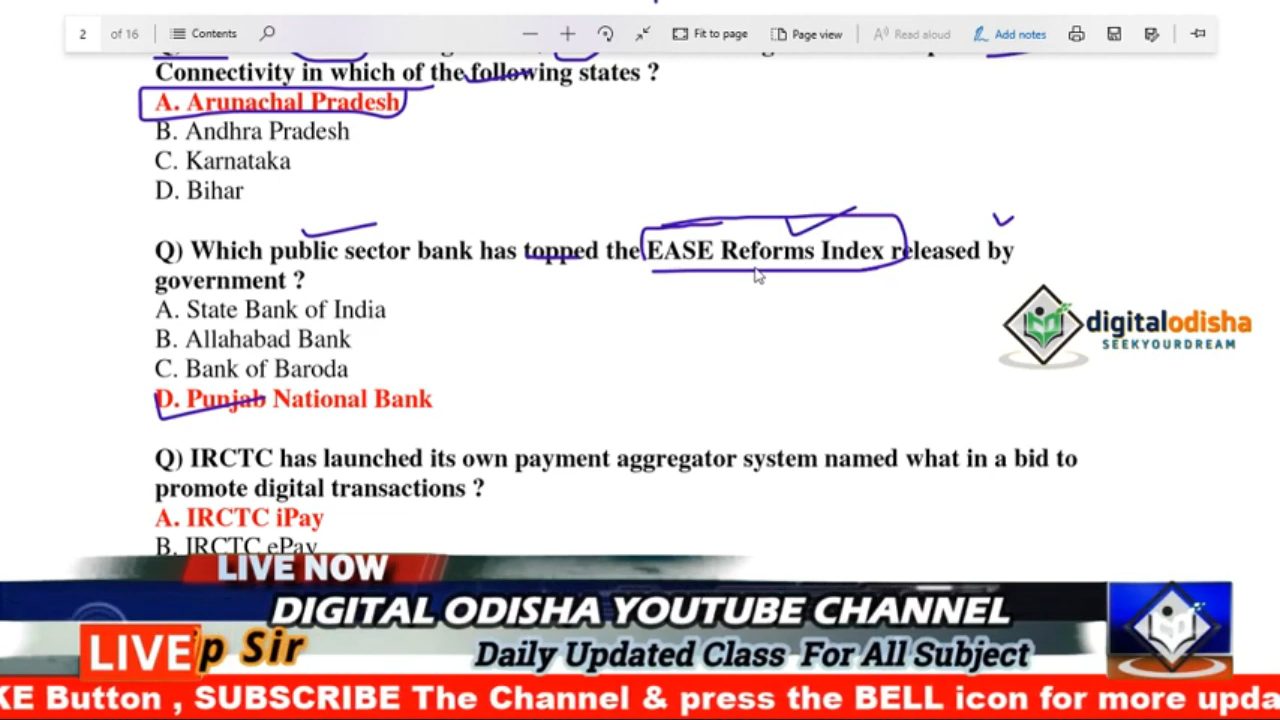 2 of 16 Contents Fit to page Page view Read aloud Add notes
Connectivity in which of the following states ?
A. Arunachal Pradesh
B. Andhra Pradesh
C. Karnataka
D. Bihar
Q) Which public sector bank has topped the EASE Reforms Index released by
government ?
A. State Bank of India
B. Allahabad Bank
C. Bank of Baroda
D. Punjab National Bank
digitalodisha
SEEKYOURDREAM
Q) IRCTC has launched its own payment aggregator system named what in a bid to
promote digital transactions ?
A. IRCTC iPay
B. IRCTC ePay
LIVE NOW
DIGITAL ODISHA YOUTUBE CHANNEL
LIVE p Sir Daily Updated Class For All Subject
KE Button , SUBSCRIBE The Channel & press the BELL icon for more upda